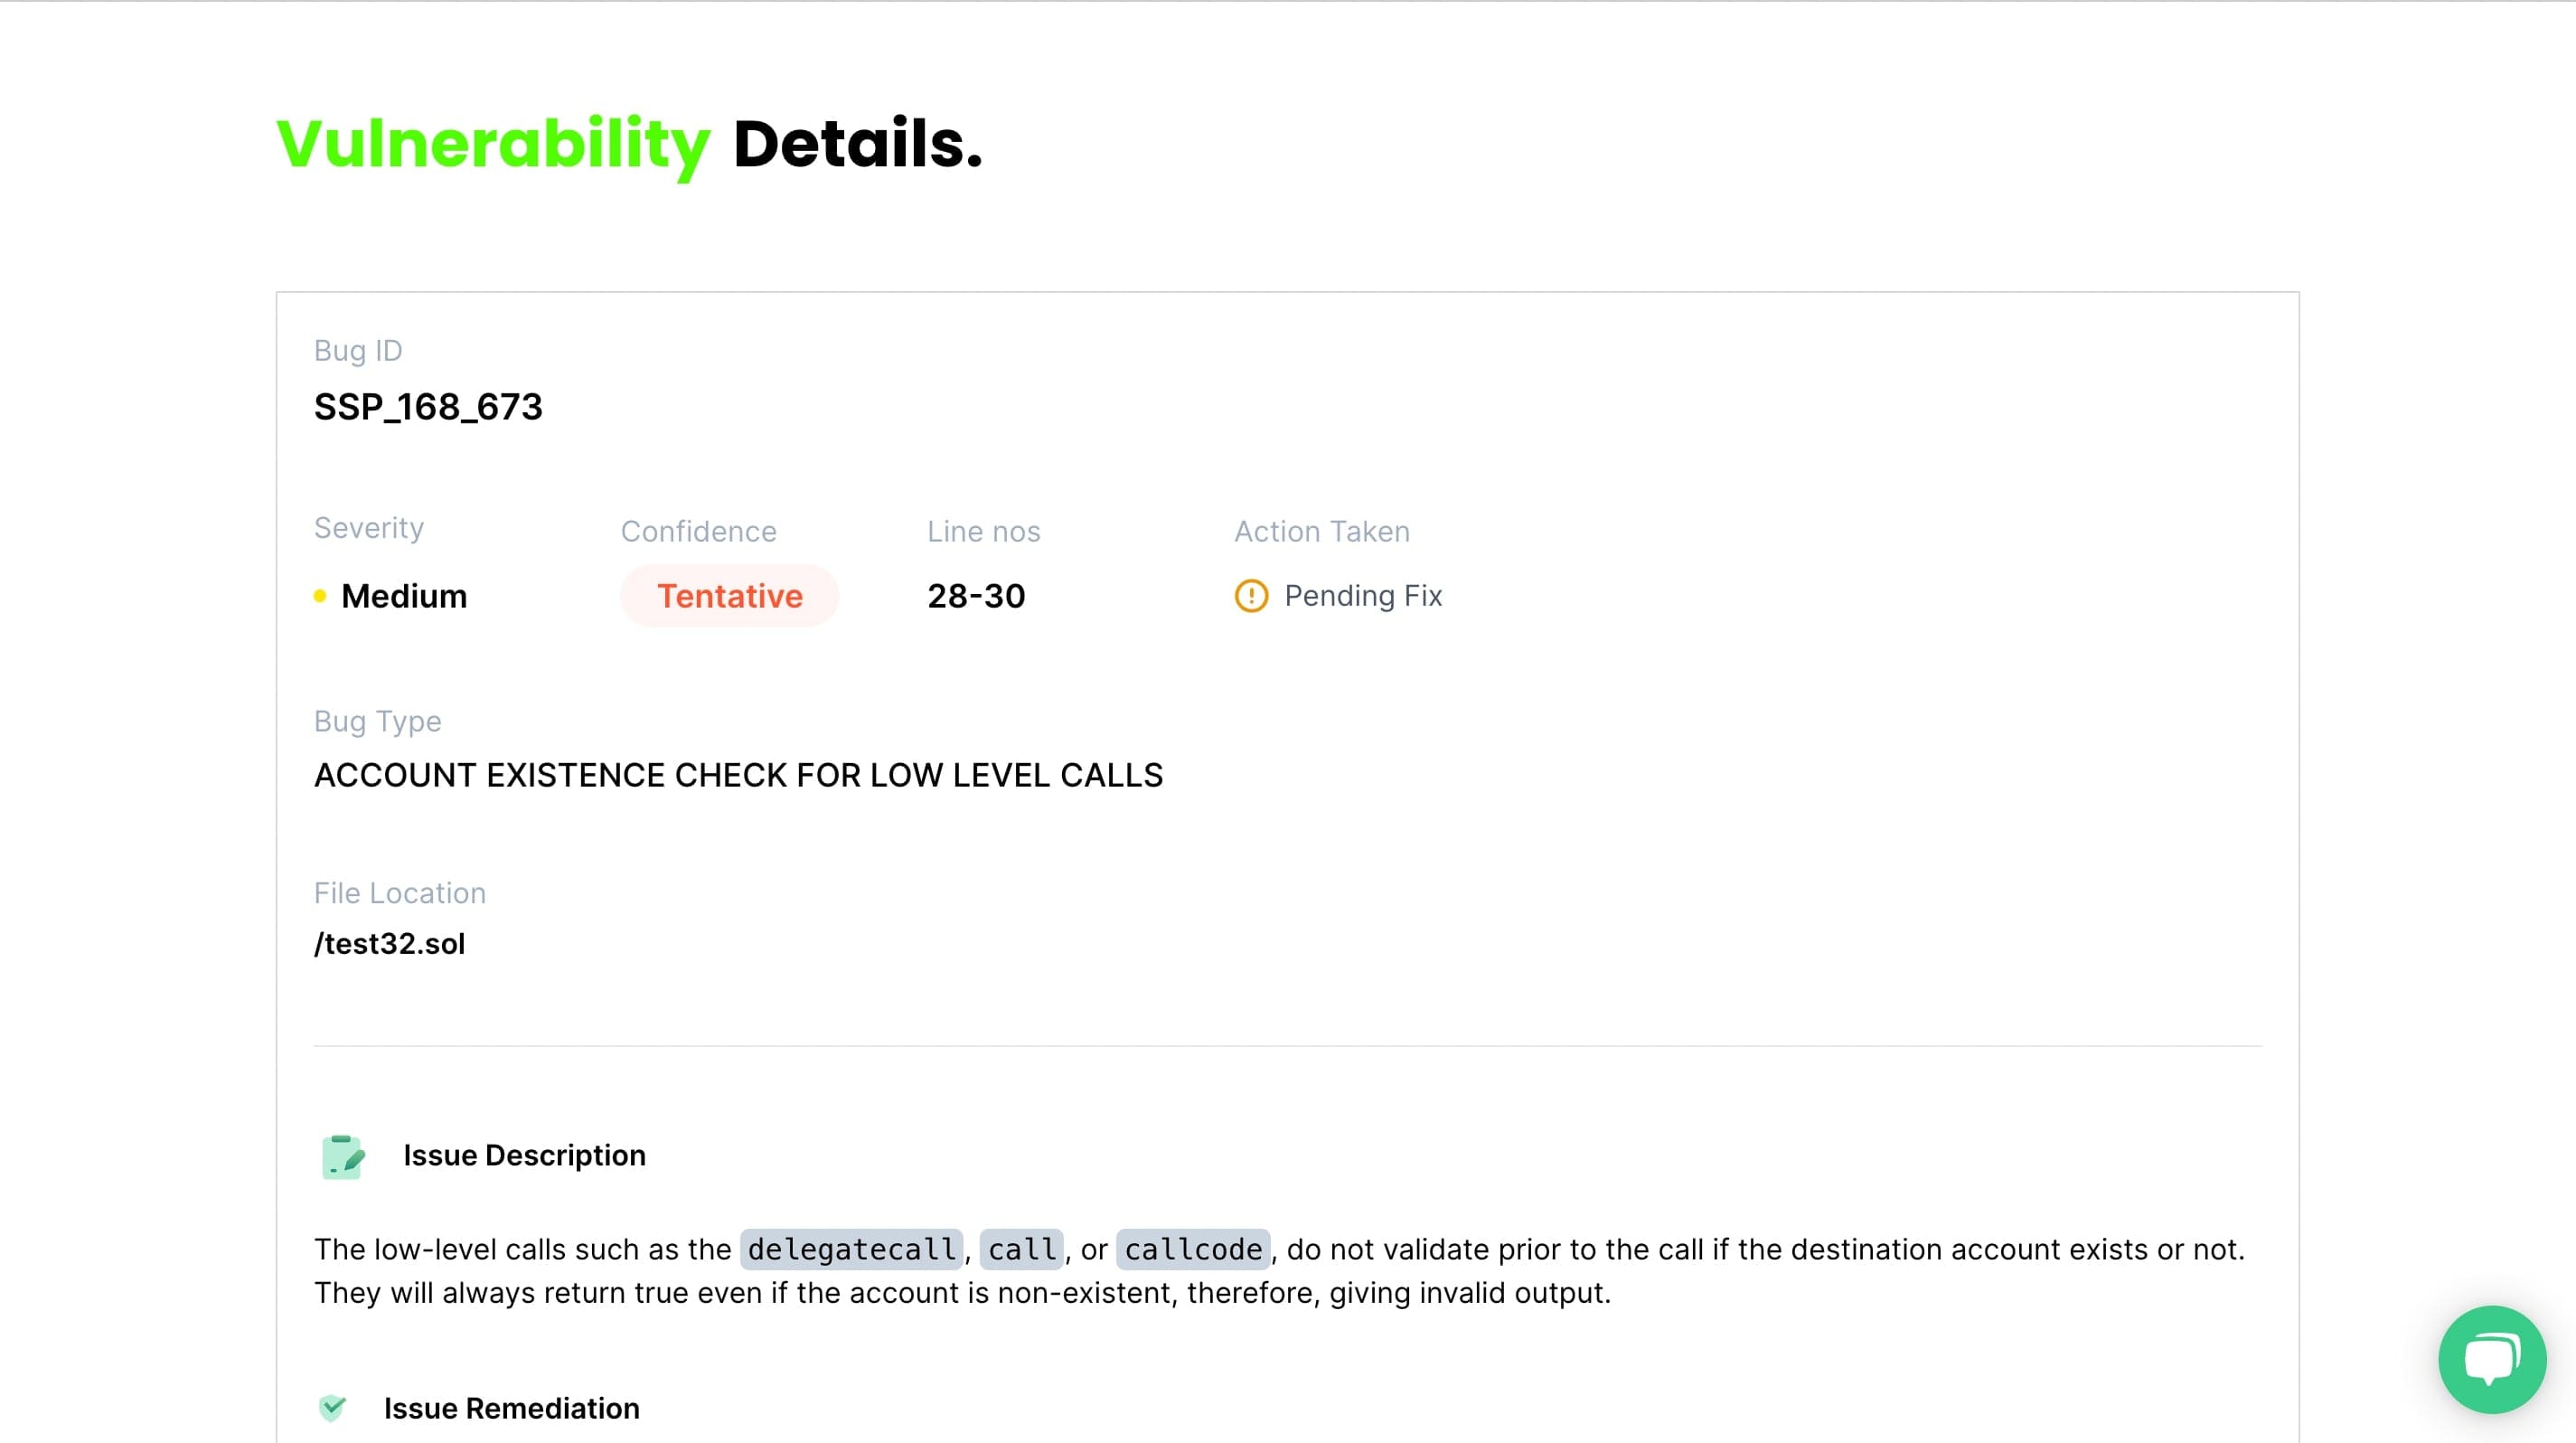 Vulnerability Details.
Bug ID
SSP_168_673
Severity Confidence Line nos Action Taken
Medium Tentative 28-30 Pending Fix
Bug Type
ACCOUNT EXISTENCE CHECK FOR LOW LEVEL CALLS
File Location
/test32.sol
Issue Description
The low-level calls such as the delegatecall, call, or callcode, do not validate prior to the call if the destination account exists or not.
They will always return true even if the account is non-existent, therefore, giving invalid output.
Issue Remediation